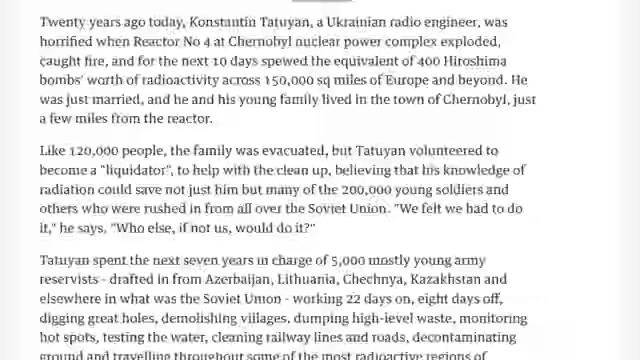 Twenty years ago today, Konstantin Tatuyan, a Ukrainian radio engineer, was
horrified when Reactor No 4 at Chernobyl nuclear power complex exploded,
caught fire, and for the next 10 days spewed the equivalent of 400 Hiroshima
bombs' worth of radioactivity across 150,000 sq miles of Europe and beyond. He
was just married, and he and his young family lived in the town of Chernobyl, just
a few miles from the reactor.
Like 120,000 people, the family was evacuated, but Tatuyan volunteered to
become a "liquidator", to help with the clean up, believing that his knowledge of
radiation could save not just him but many of the 200,000 young soldiers and
others who were rushed in from all over the Soviet Union. "We felt we had to do
it," he says. "Who else, if not us, would do it?"
Tatuyan spent the next seven years in charge of 5,000 mostly young army
reservists - drafted in from Azerbaijan, Lithuania, Chechnya, Kazakhstan and
elsewhere in what was the Soviet Union - working 22 days on, eight days off,
digging great holes, demolishing villages, dumping high-level waste, monitoring
hot spots, testing the water, cleaning railway lines and roads, decontaminating
ground and travelling throughout some of the most radioactive regions of